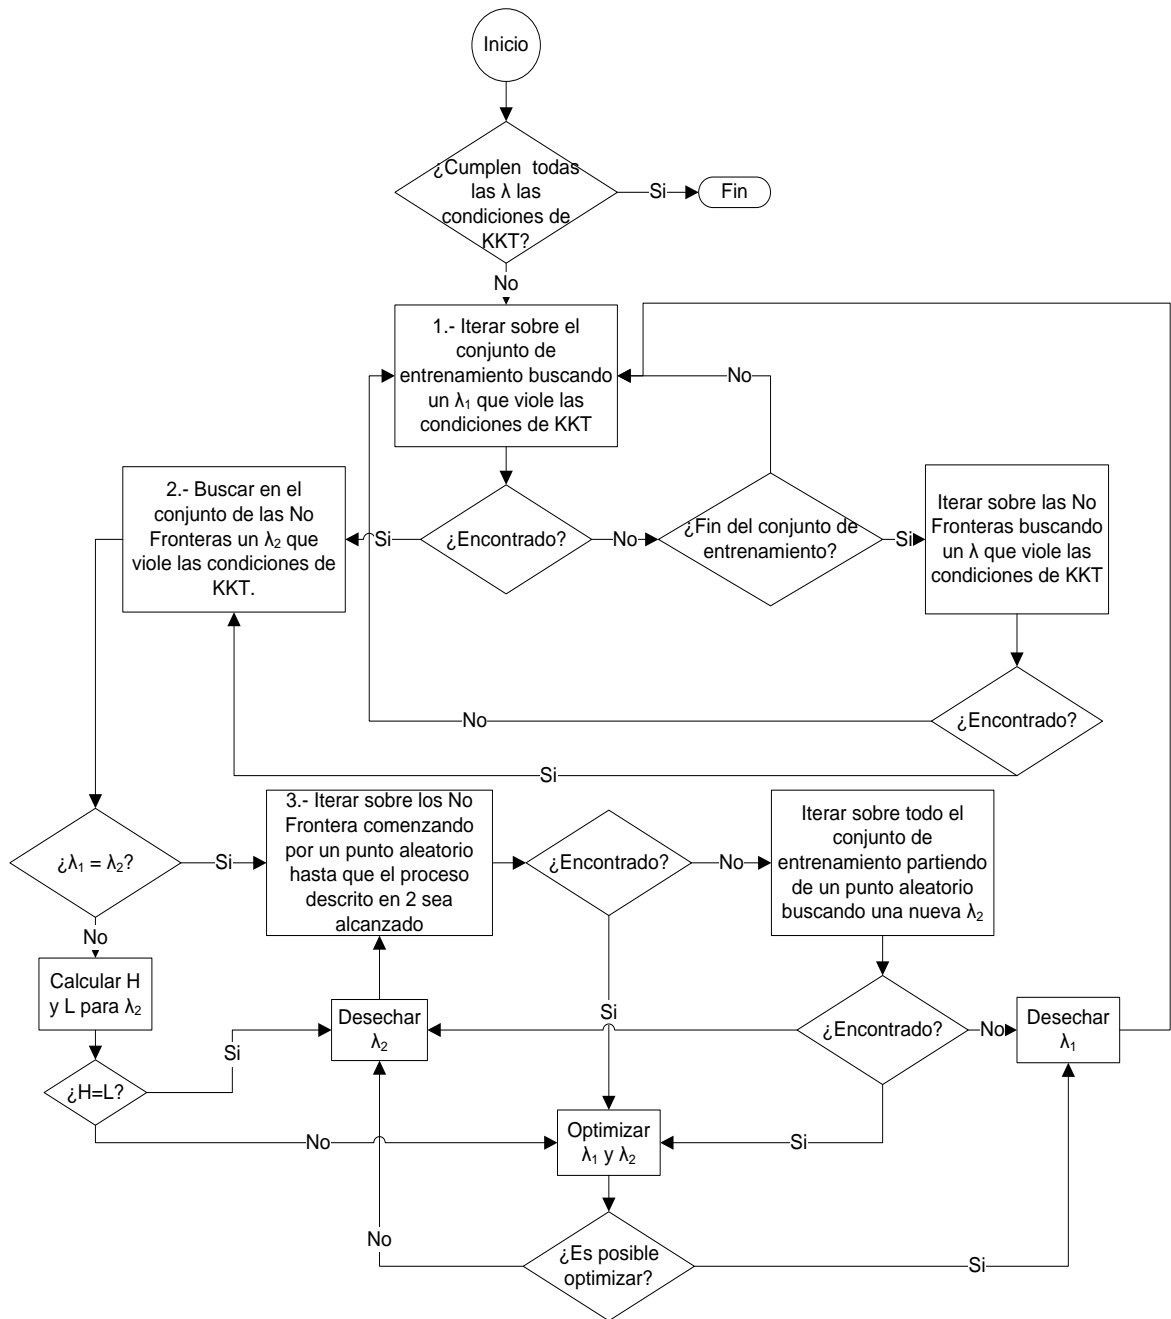 Inicio
¿Cumplen todas
las λ las
condiciones de
KKT?
Si
Fin
No
1.- Iterar sobre el
conjunto de
entrenamiento buscando
un λ₁ que viole las
condiciones de KKT
No
2.- Buscar en el
conjunto de las No
Fronteras un λ₂ que
viole las condiciones de
KKT.
Si
¿Encontrado?
No
¿Fin del conjunto de
entrenamiento?
Si
Iterar sobre las No
Fronteras buscando
un λ que viole las
condiciones de KKT
No
¿Encontrado?
Si
¿λ₁ = λ₂?
Si
3.- Iterar sobre los No
Frontera comenzando
por un punto aleatorio
hasta que el proceso
descrito en 2 sea
alcanzado
¿Encontrado?
No
Iterar sobre todo el
conjunto de
entrenamiento partiendo
de un punto aleatorio
buscando una nueva λ₂
No
Calcular H
y L para λ₂
Si
Desechar
λ₂
Si
¿Encontrado?
No
Desechar
λ₁
¿H=L?
No
Optimizar
λ₁ y λ₂
Si
No
¿Es posible
optimizar?
Si